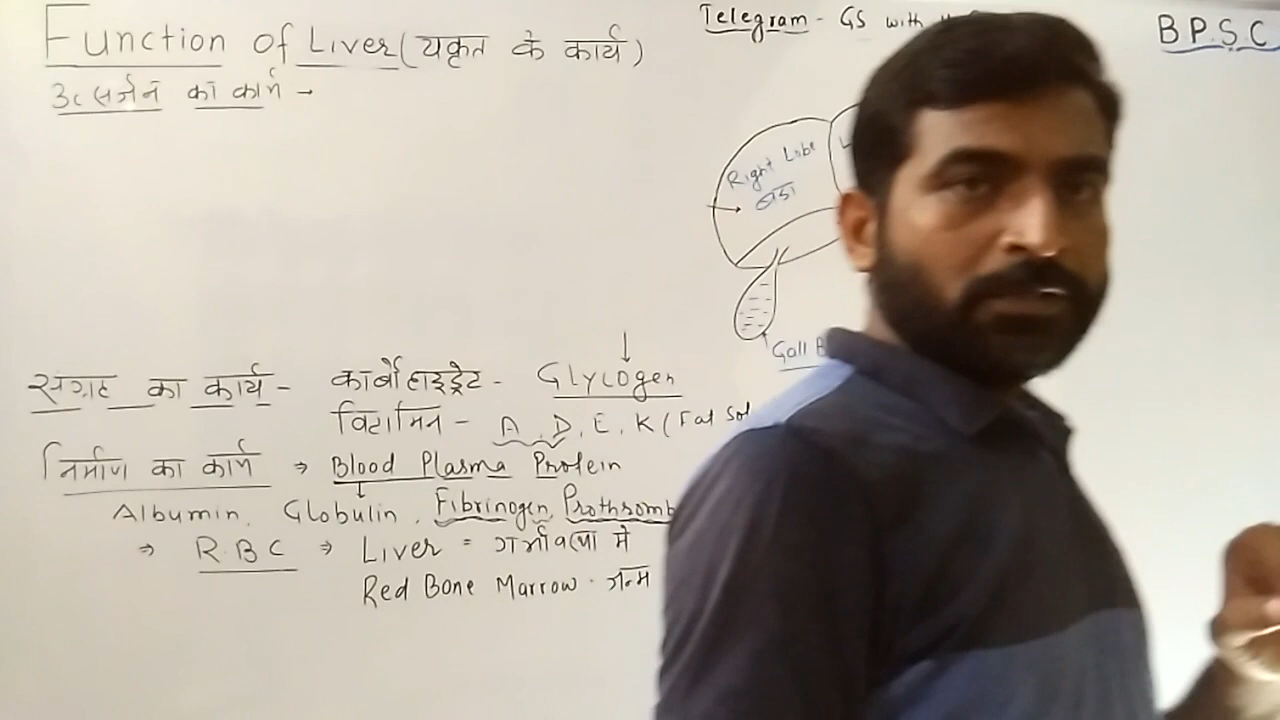 Function of Liver (यकृत के कार्य)
उत्सर्जन का कार्य →
Telegram - GS with
B.P.S.C
Right Lobe
बड़ा
Gall B
संग्रह का कार्य - कार्बोहाइड्रेट - Glycogen
विटामिन - A, D, E, K (Fat Sol
निर्माण का कार्य → Blood Plasma Protein
Albumin, Globulin, Fibrinogen, Prothromb
⇒ R.B.C ⇒ Liver = गर्भावस्था में
Red Bone Marrow - जन्म